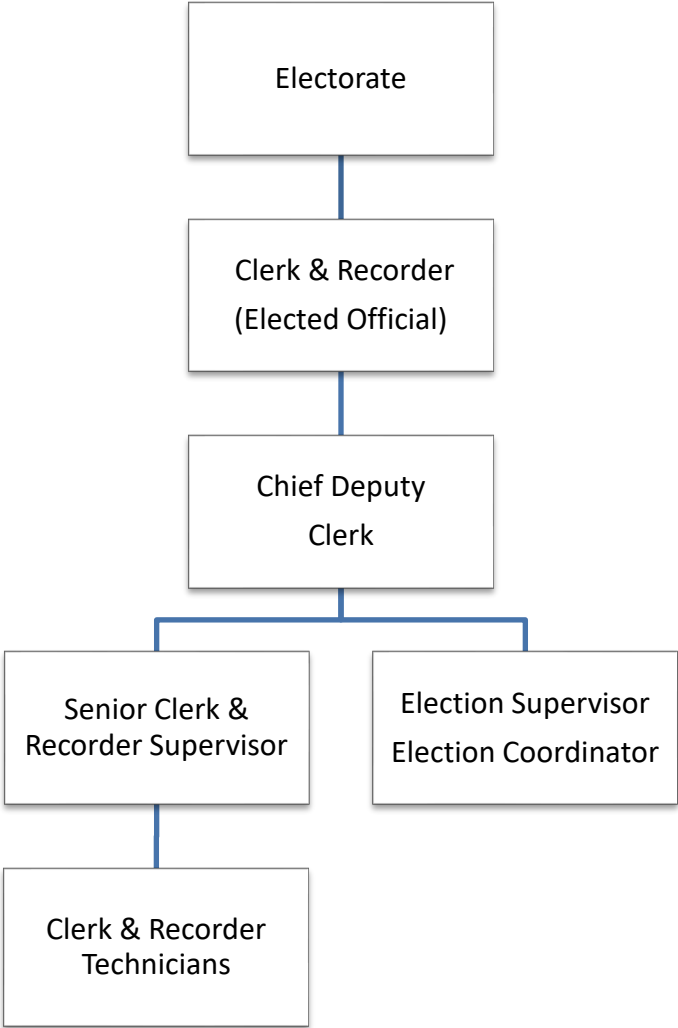 Electorate
Clerk & Recorder
(Elected Official)
Chief Deputy
Clerk
Senior Clerk &
Recorder Supervisor
Election Supervisor
Election Coordinator
Clerk & Recorder
Technicians